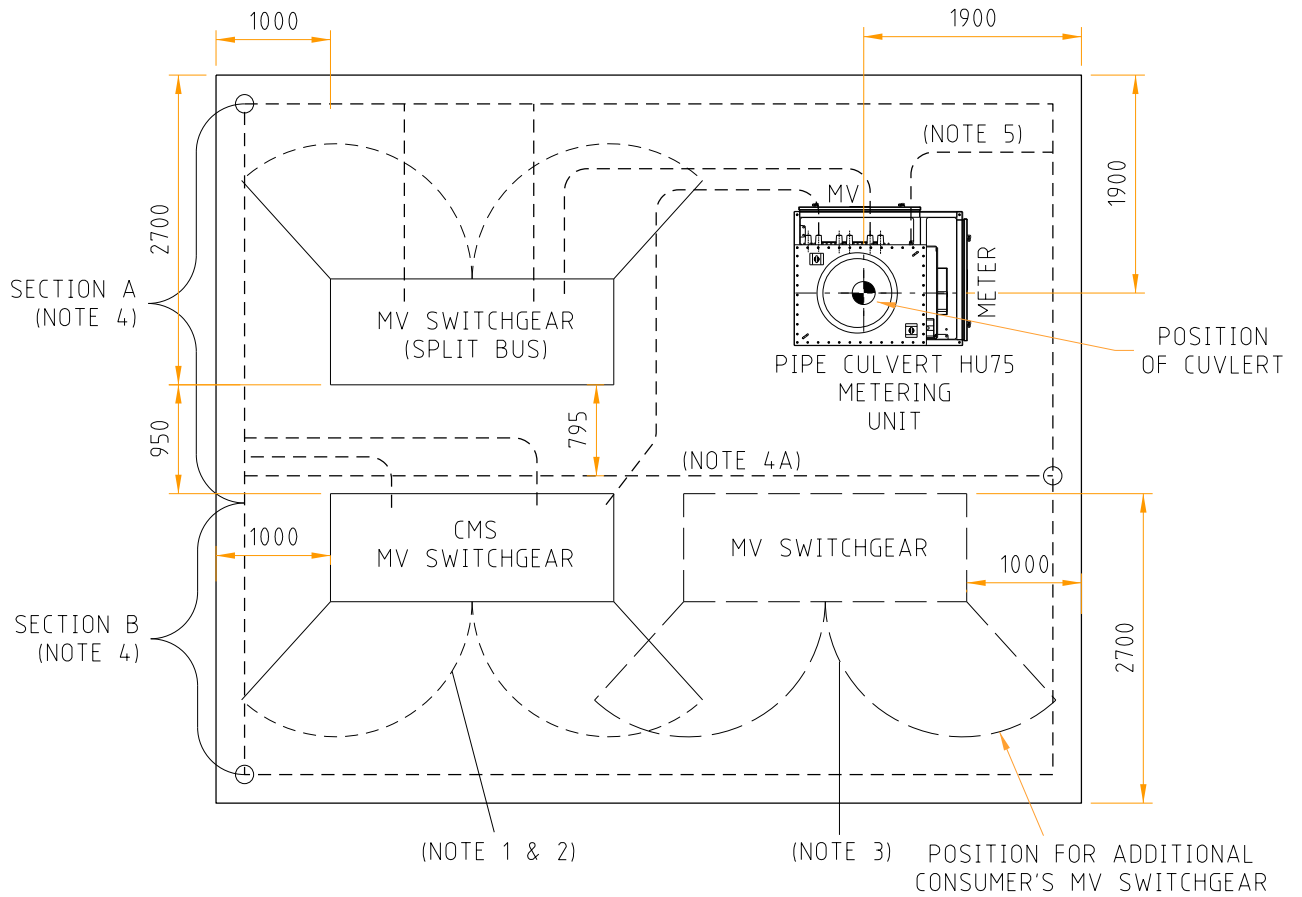 1000
1900
(NOTE 5)
1900
MV
2700
METER
SECTION A
(NOTE 4)
MV SWITCHGEAR
(SPLIT BUS)
POSITION
OF CUVLERT
PIPE CULVERT HU75
METERING
UNIT
950
795
(NOTE 4A)
1000
CMS
MV SWITCHGEAR
MV SWITCHGEAR
1000
SECTION B
(NOTE 4)
2700
(NOTE 1 & 2)
(NOTE 3)
POSITION FOR ADDITIONAL
CONSUMER'S MV SWITCHGEAR